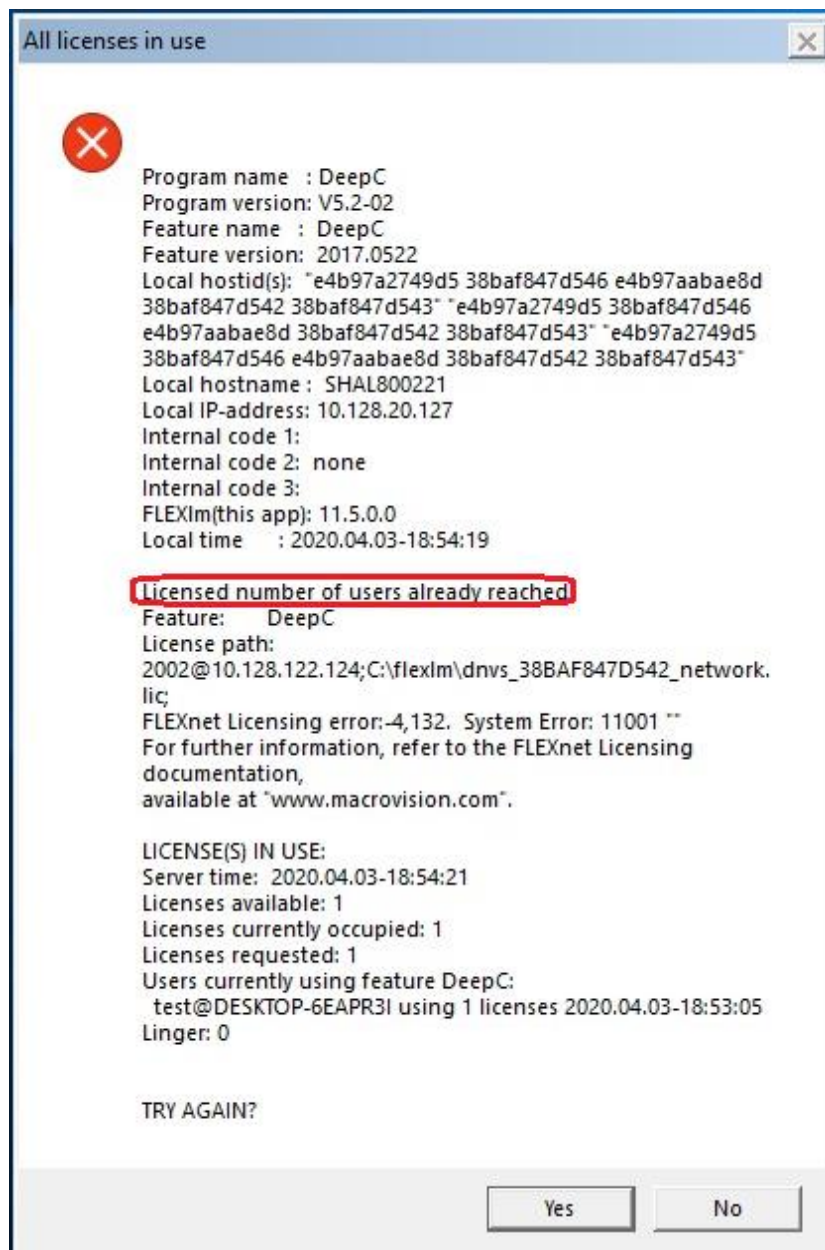 All licenses in use
Program name : DeepC
Program version: V5.2-02
Feature name : DeepC
Feature version: 2017.0522
Local hostid(s): "e4b97a2749d5 38baf847d546 e4b97aabae8d
38baf847d542 38baf847d543" "e4b97a2749d5 38baf847d546
e4b97aabae8d 38baf847d542 38baf847d543" "e4b97a2749d5
38baf847d546 e4b97aabae8d 38baf847d542 38baf847d543"
Local hostname : SHAL800221
Local IP-address: 10.128.20.127
Internal code 1:
Internal code 2: none
Internal code 3:
FLEXlm(this app): 11.5.0.0
Local time : 2020.04.03-18:54:19
Licensed number of users already reached
Feature: DeepC
License path:
2002@10.128.122.124;C:\flexlm\dnvs_38BAF847D542_network.
lic;
FLEXnet Licensing error:-4,132. System Error: 11001 ""
For further information, refer to the FLEXnet Licensing
documentation,
available at "www.macrovision.com".
LICENSE(S) IN USE:
Server time: 2020.04.03-18:54:21
Licenses available: 1
Licenses currently occupied: 1
Licenses requested: 1
Users currently using feature DeepC:
test@DESKTOP-6EAPR3I using 1 licenses 2020.04.03-18:53:05
Linger: 0
TRY AGAIN?
Yes No